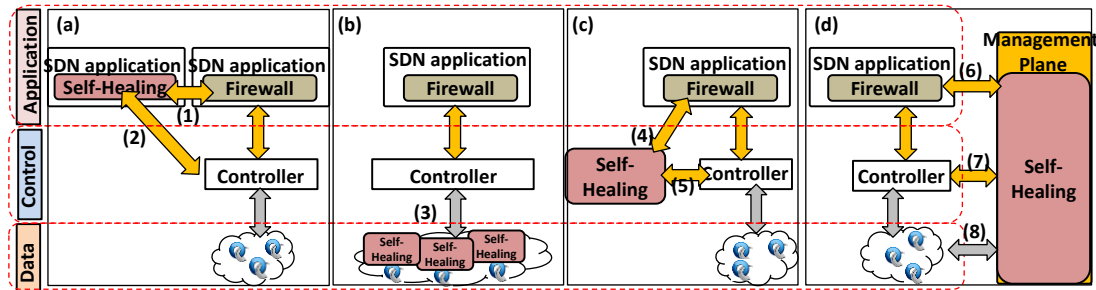 Application
Control
Data
(a)
SDN application
Self-Healing
SDN application
Firewall
(1)
(2)
Controller
(b)
SDN application
Firewall
Controller
(3)
Self-
Healing
Self-
Healing
Self-
Healing
(c)
SDN application
Firewall
(4)
Self-
Healing
(5)
Controller
(d)
SDN application
Firewall
Controller
(6)
(7)
(8)
Management
Plane
Self-
Healing